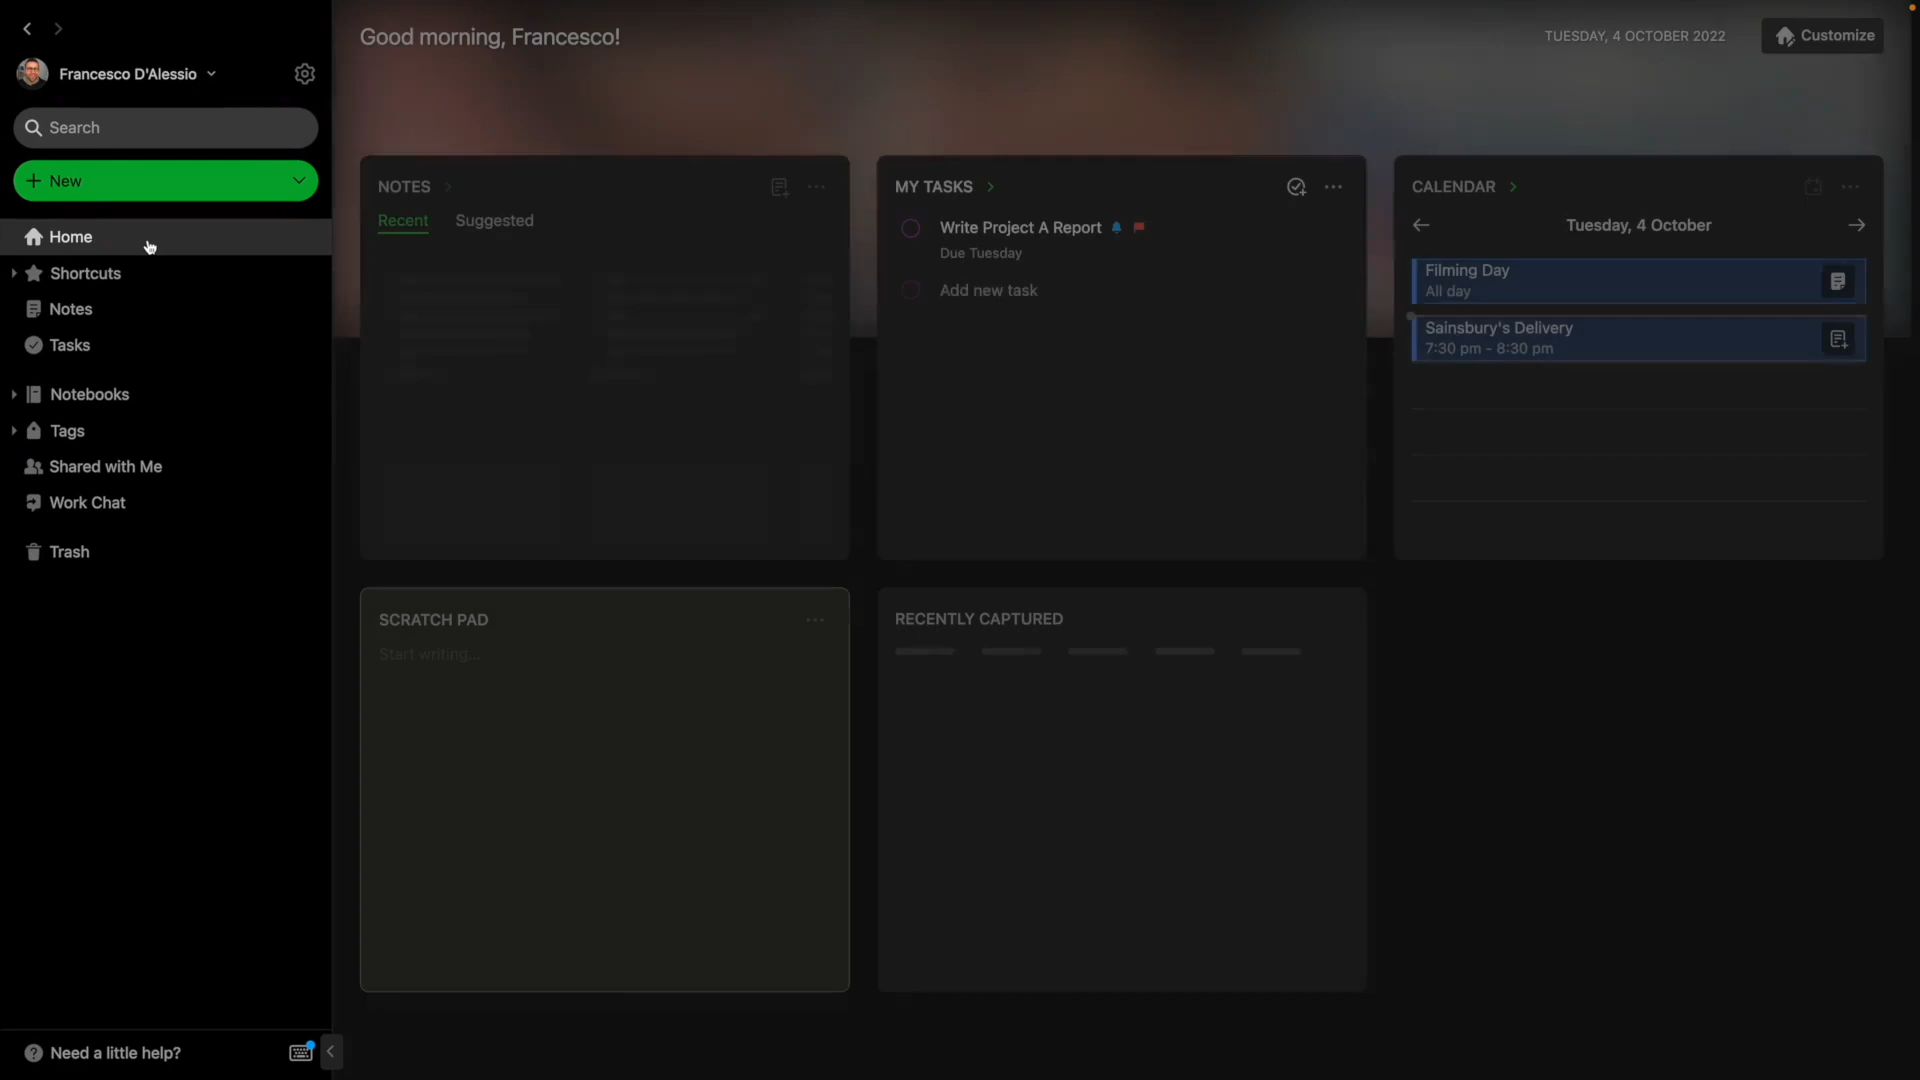 Good morning, Francesco!
TUESDAY, 4 OCTOBER 2022
Customize
Francesco D'Alessio
Search
New
Home
Shortcuts
Notes
Tasks
Notebooks
Tags
Shared with Me
Work Chat
Trash
Need a little help?
NOTES
Recent
Suggested
MY TASKS
Write Project A Report
Due Tuesday
Add new task
CALENDAR
Tuesday, 4 October
Filming Day
All day
Sainsbury's Delivery
7:30 pm - 8:30 pm
SCRATCH PAD
Start writing...
RECENTLY CAPTURED